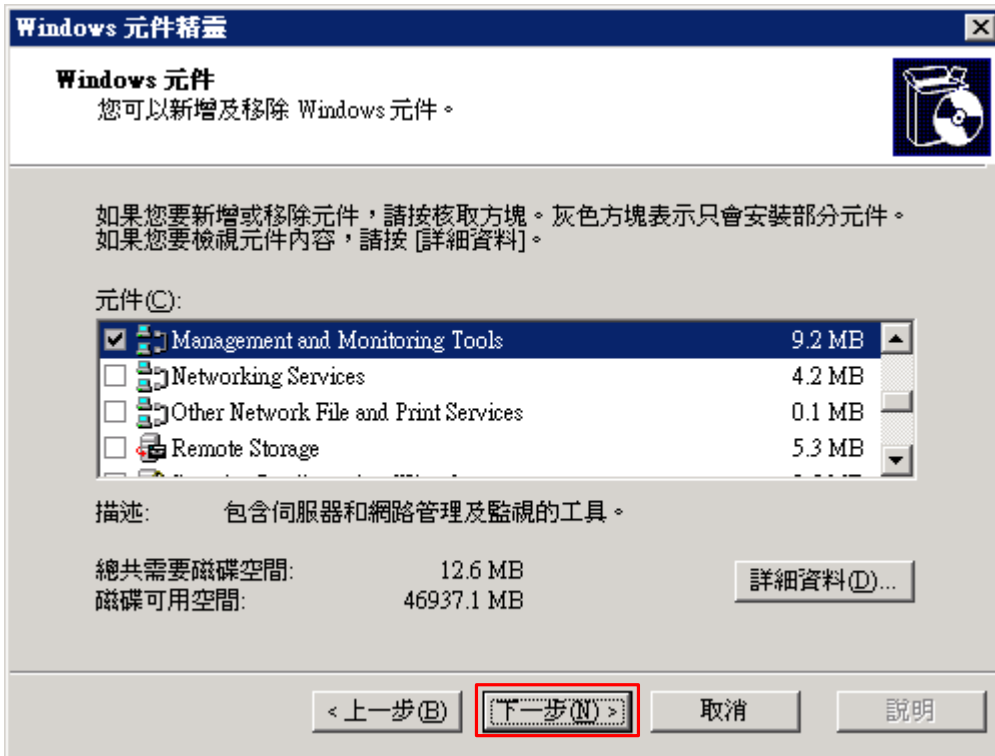 Windows 元件精靈
Windows 元件
您可以新增及移除 Windows 元件。
如果您要新增或移除元件，請按核取方塊。灰色方塊表示只會安裝部分元件。
如果您要檢視元件內容，請按 [詳細資料]。
元件(C):
Management and Monitoring Tools 9.2 MB
Networking Services 4.2 MB
Other Network File and Print Services 0.1 MB
Remote Storage 5.3 MB
描述: 包含伺服器和網路管理及監視的工具。
總共需要磁碟空間: 12.6 MB
磁碟可用空間: 46937.1 MB
詳細資料(D)...
< 上一步(B) 下一步(N) > 取消 說明